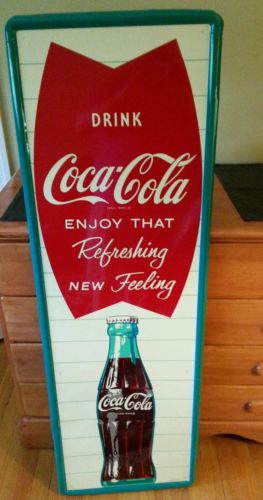 DRINK
Coca-Cola
ENJOY THAT
Refreshing
NEW Feeling
Coca-Cola